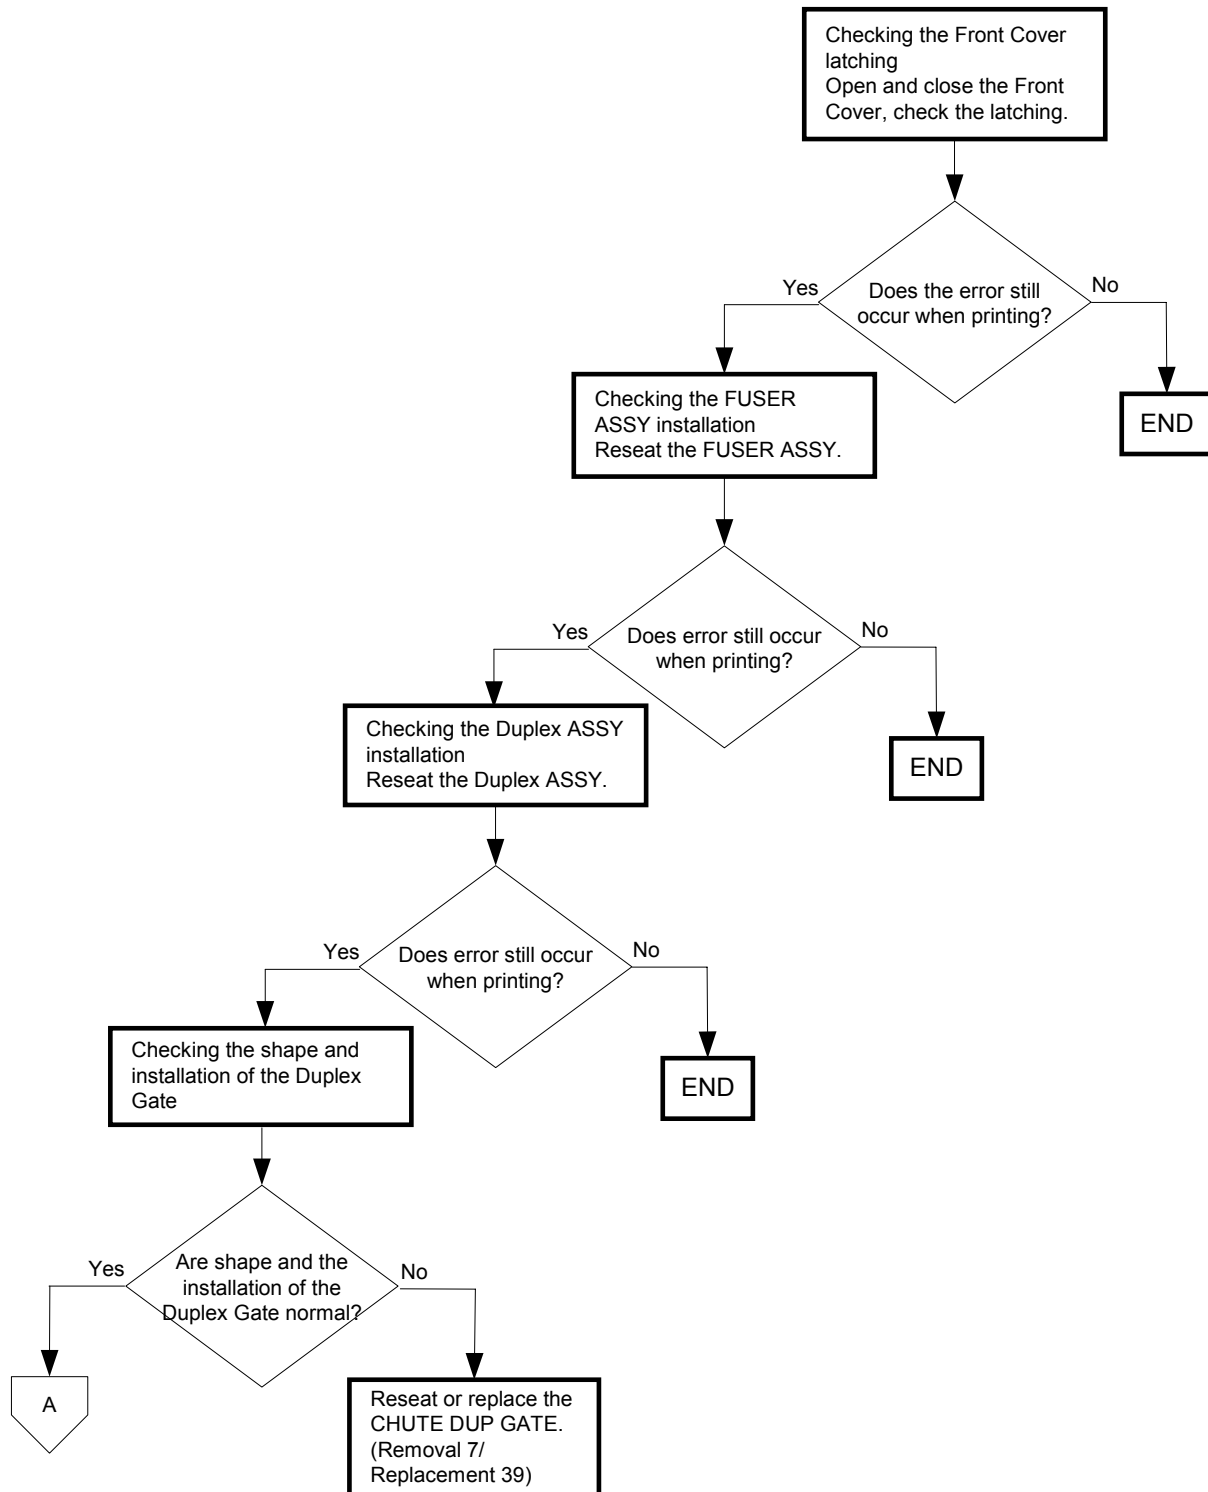 Checking the Front Cover
latching
Open and close the Front
Cover, check the latching.
Yes
Does the error still
occur when printing?
No
Checking the FUSER
ASSY installation
Reseat the FUSER ASSY.
END
Yes
Does error still occur
when printing?
No
Checking the Duplex ASSY
installation
Reseat the Duplex ASSY.
END
Yes
Does error still occur
when printing?
No
Checking the shape and
installation of the Duplex
Gate
END
Yes
Are shape and the
installation of the
Duplex Gate normal?
No
A
Reseat or replace the
CHUTE DUP GATE.
(Removal 7/
Replacement 39)